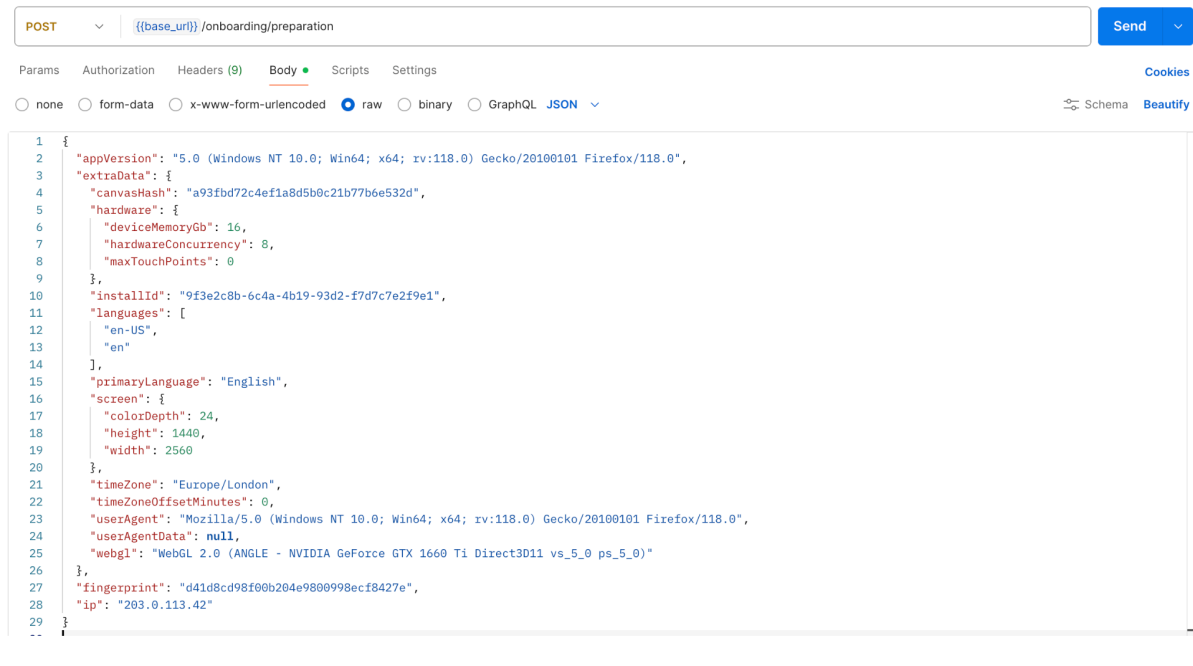 POST {{base_url}}/onboarding/preparation Send
Params Authorization Headers (9) Body Scripts Settings Cookies
none form-data x-www-form-urlencoded raw binary GraphQL JSON Schema Beautify
1 {
2 "appVersion": "5.0 (Windows NT 10.0; Win64; x64; rv:118.0) Gecko/20100101 Firefox/118.0",
3 "extraData": {
4 "canvasHash": "a93fbd72c4ef1a8d5b0c21b77b6e532d",
5 "hardware": {
6 "deviceMemoryGb": 16,
7 "hardwareConcurrency": 8,
8 "maxTouchPoints": 0
9 },
10 "installId": "9f3e2c8b-6c4a-4b19-93d2-f7d7c7e2f9e1",
11 "languages": [
12 "en-US",
13 "en"
14 ],
15 "primaryLanguage": "English",
16 "screen": {
17 "colorDepth": 24,
18 "height": 1440,
19 "width": 2560
20 },
21 "timeZone": "Europe/London",
22 "timeZoneOffsetMinutes": 0,
23 "userAgent": "Mozilla/5.0 (Windows NT 10.0; Win64; x64; rv:118.0) Gecko/20100101 Firefox/118.0",
24 "userAgentData": null,
25 "webgl": "WebGL 2.0 (ANGLE - NVIDIA GeForce GTX 1660 Ti Direct3D11 vs_5_0 ps_5_0)"
26 },
27 "fingerprint": "d41d8cd98f00b204e9800998ecf8427e",
28 "ip": "203.0.113.42"
29 }